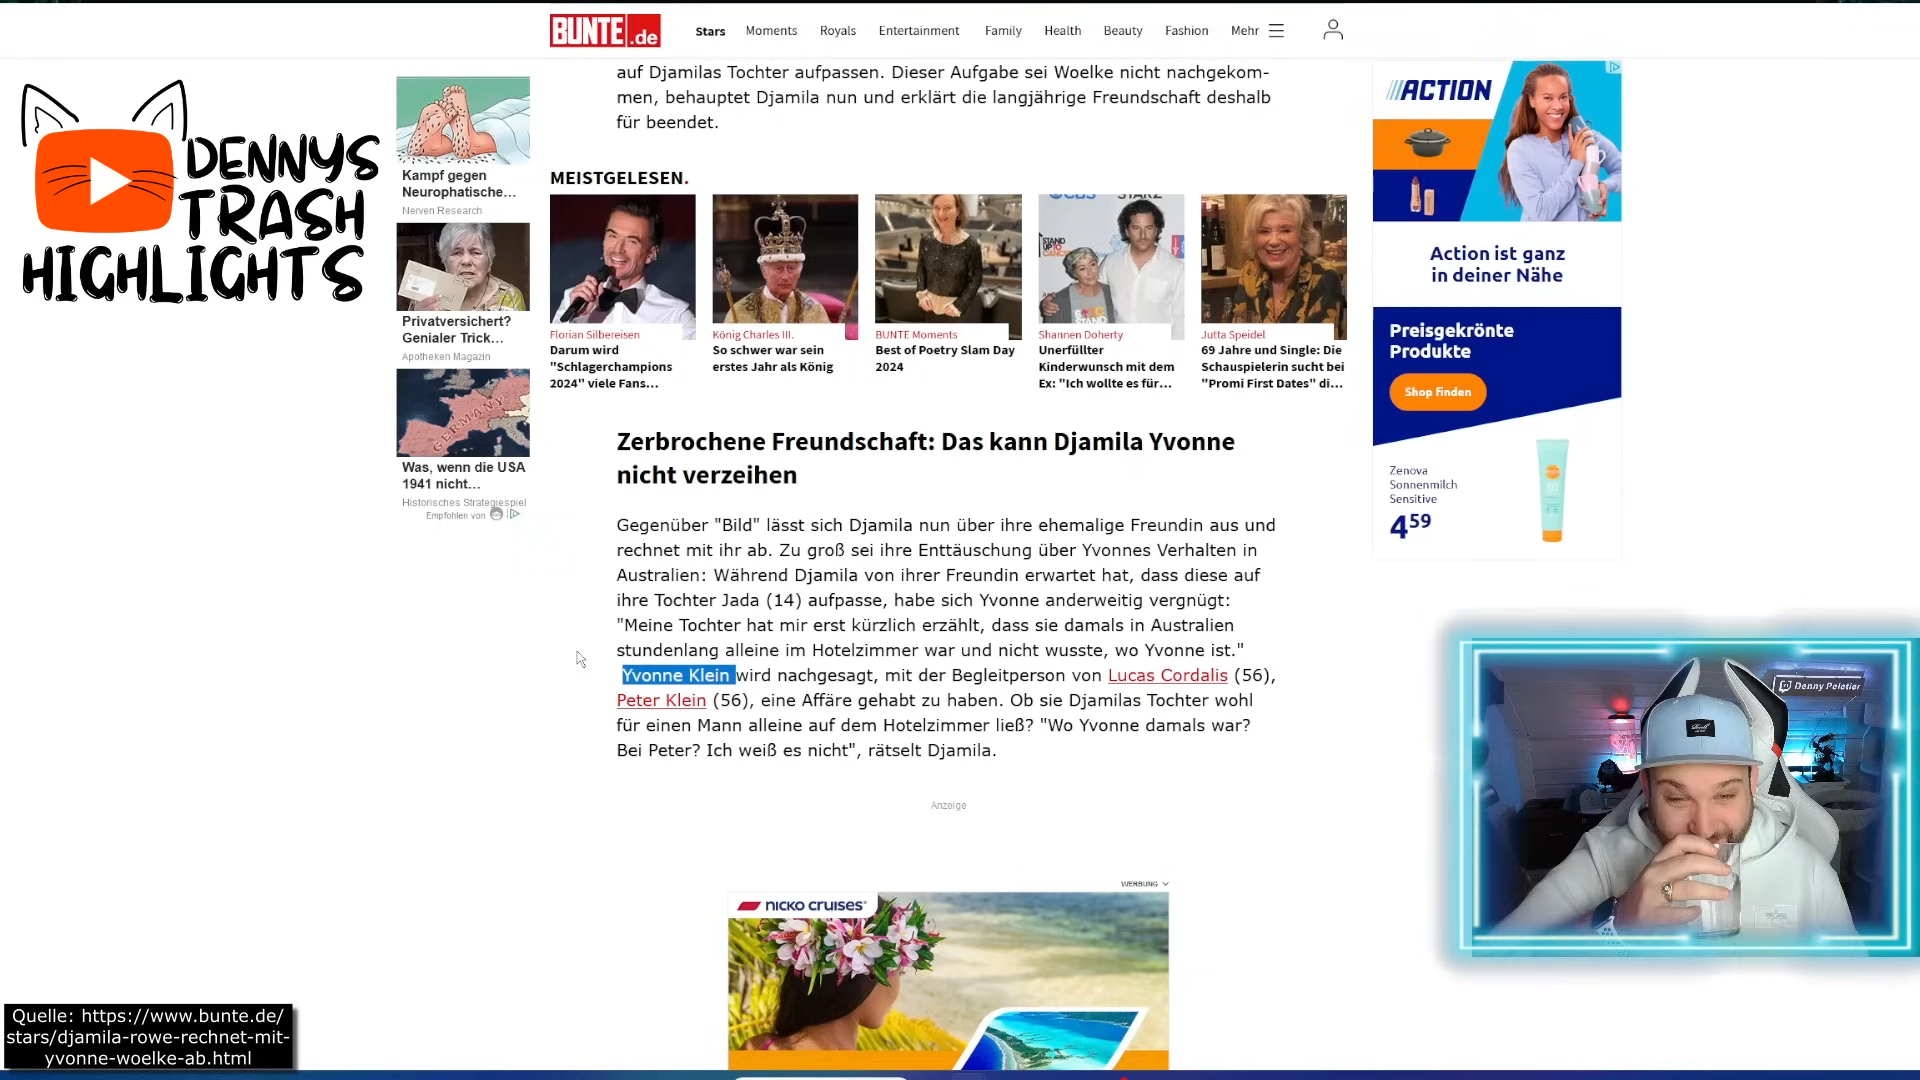 BUNTE.de
Stars
Moments
Royals
Entertainment
Family
Health
Beauty
Fashion
Mehr
DENNYS
TRASH
HIGHLIGHTS
Kampf gegen
Neurophatische...
Nerven Research
Privatversichert?
Genialer Trick...
Apotheken Magazin
GERMANY
Was, wenn die USA
1941 nicht...
Historisches Strategiespiel
Empfohlen von
auf Djamilas Tochter aufpassen. Dieser Aufgabe sei Woelke nicht nachgekom-
men, behauptet Djamila nun und erklärt die langjährige Freundschaft deshalb
für beendet.
MEISTGELESEN.
Florian Silbereisen
Darum wird
"Schlagerchampions
2024" viele Fans...
König Charles III.
So schwer war sein
erstes Jahr als König
BUNTE Moments
Best of Poetry Slam Day
2024
CBS STARZ
STAND
UP TO
CANCER
Shannen Doherty
Unerfüllter
Kinderwunsch mit dem
Ex: "Ich wollte es für...
Jutta Speidel
69 Jahre und Single: Die
Schauspielerin sucht bei
"Promi First Dates" di...
Zerbrochene Freundschaft: Das kann Djamila Yvonne
nicht verzeihen
Gegenüber "Bild" lässt sich Djamila nun über ihre ehemalige Freundin aus und
rechnet mit ihr ab. Zu groß sei ihre Enttäuschung über Yvonnes Verhalten in
Australien: Während Djamila von ihrer Freundin erwartet hat, dass diese auf
ihre Tochter Jada (14) aufpasse, habe sich Yvonne anderweitig vergnügt:
"Meine Tochter hat mir erst kürzlich erzählt, dass sie damals in Australien
stundenlang alleine im Hotelzimmer war und nicht wusste, wo Yvonne ist."
Yvonne Klein wird nachgesagt, mit der Begleitperson von Lucas Cordalis (56),
Peter Klein (56), eine Affäre gehabt zu haben. Ob sie Djamilas Tochter wohl
für einen Mann alleine auf dem Hotelzimmer ließ? "Wo Yvonne damals war?
Bei Peter? Ich weiß es nicht", rätselt Djamila.
Anzeige
WERBUNG
nicko cruises
ACTION
Action ist ganz
in deiner Nähe
Preisgekrönte
Produkte
Shop finden
Zenova
Sonnenmilch
Sensitive
4 59
Denny Peletier
Quelle: https://www.bunte.de/
stars/djamila-rowe-rechnet-mit-
yvonne-woelke-ab.html